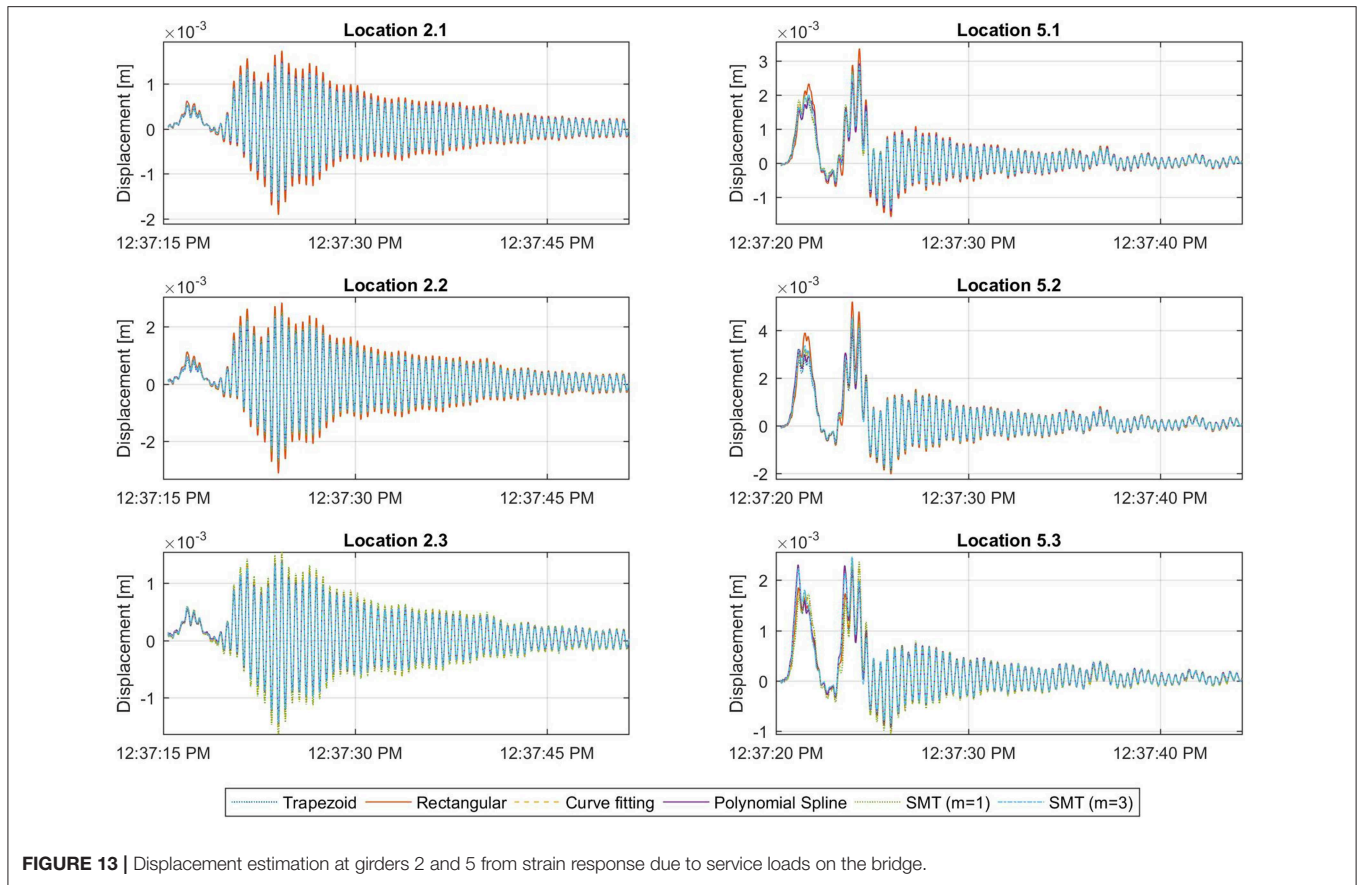 Location 2.1
×10-3
Displacement [m]
1
0
-1
-2
12:37:15 PM
12:37:30 PM
12:37:45 PM
Location 5.1
×10-3
Displacement [m]
3
2
1
0
-1
12:37:20 PM
12:37:30 PM
12:37:40 PM
Location 2.2
×10-3
Displacement [m]
2
0
-2
12:37:15 PM
12:37:30 PM
12:37:45 PM
Location 5.2
×10-3
Displacement [m]
4
2
0
-2
12:37:20 PM
12:37:30 PM
12:37:40 PM
Location 2.3
×10-3
Displacement [m]
1
0
-1
12:37:15 PM
12:37:30 PM
12:37:45 PM
Location 5.3
×10-3
Displacement [m]
2
1
0
-1
12:37:20 PM
12:37:30 PM
12:37:40 PM
Trapezoid Rectangular Curve fitting Polynomial Spline SMT (m=1) SMT (m=3)
FIGURE 13 | Displacement estimation at girders 2 and 5 from strain response due to service loads on the bridge.